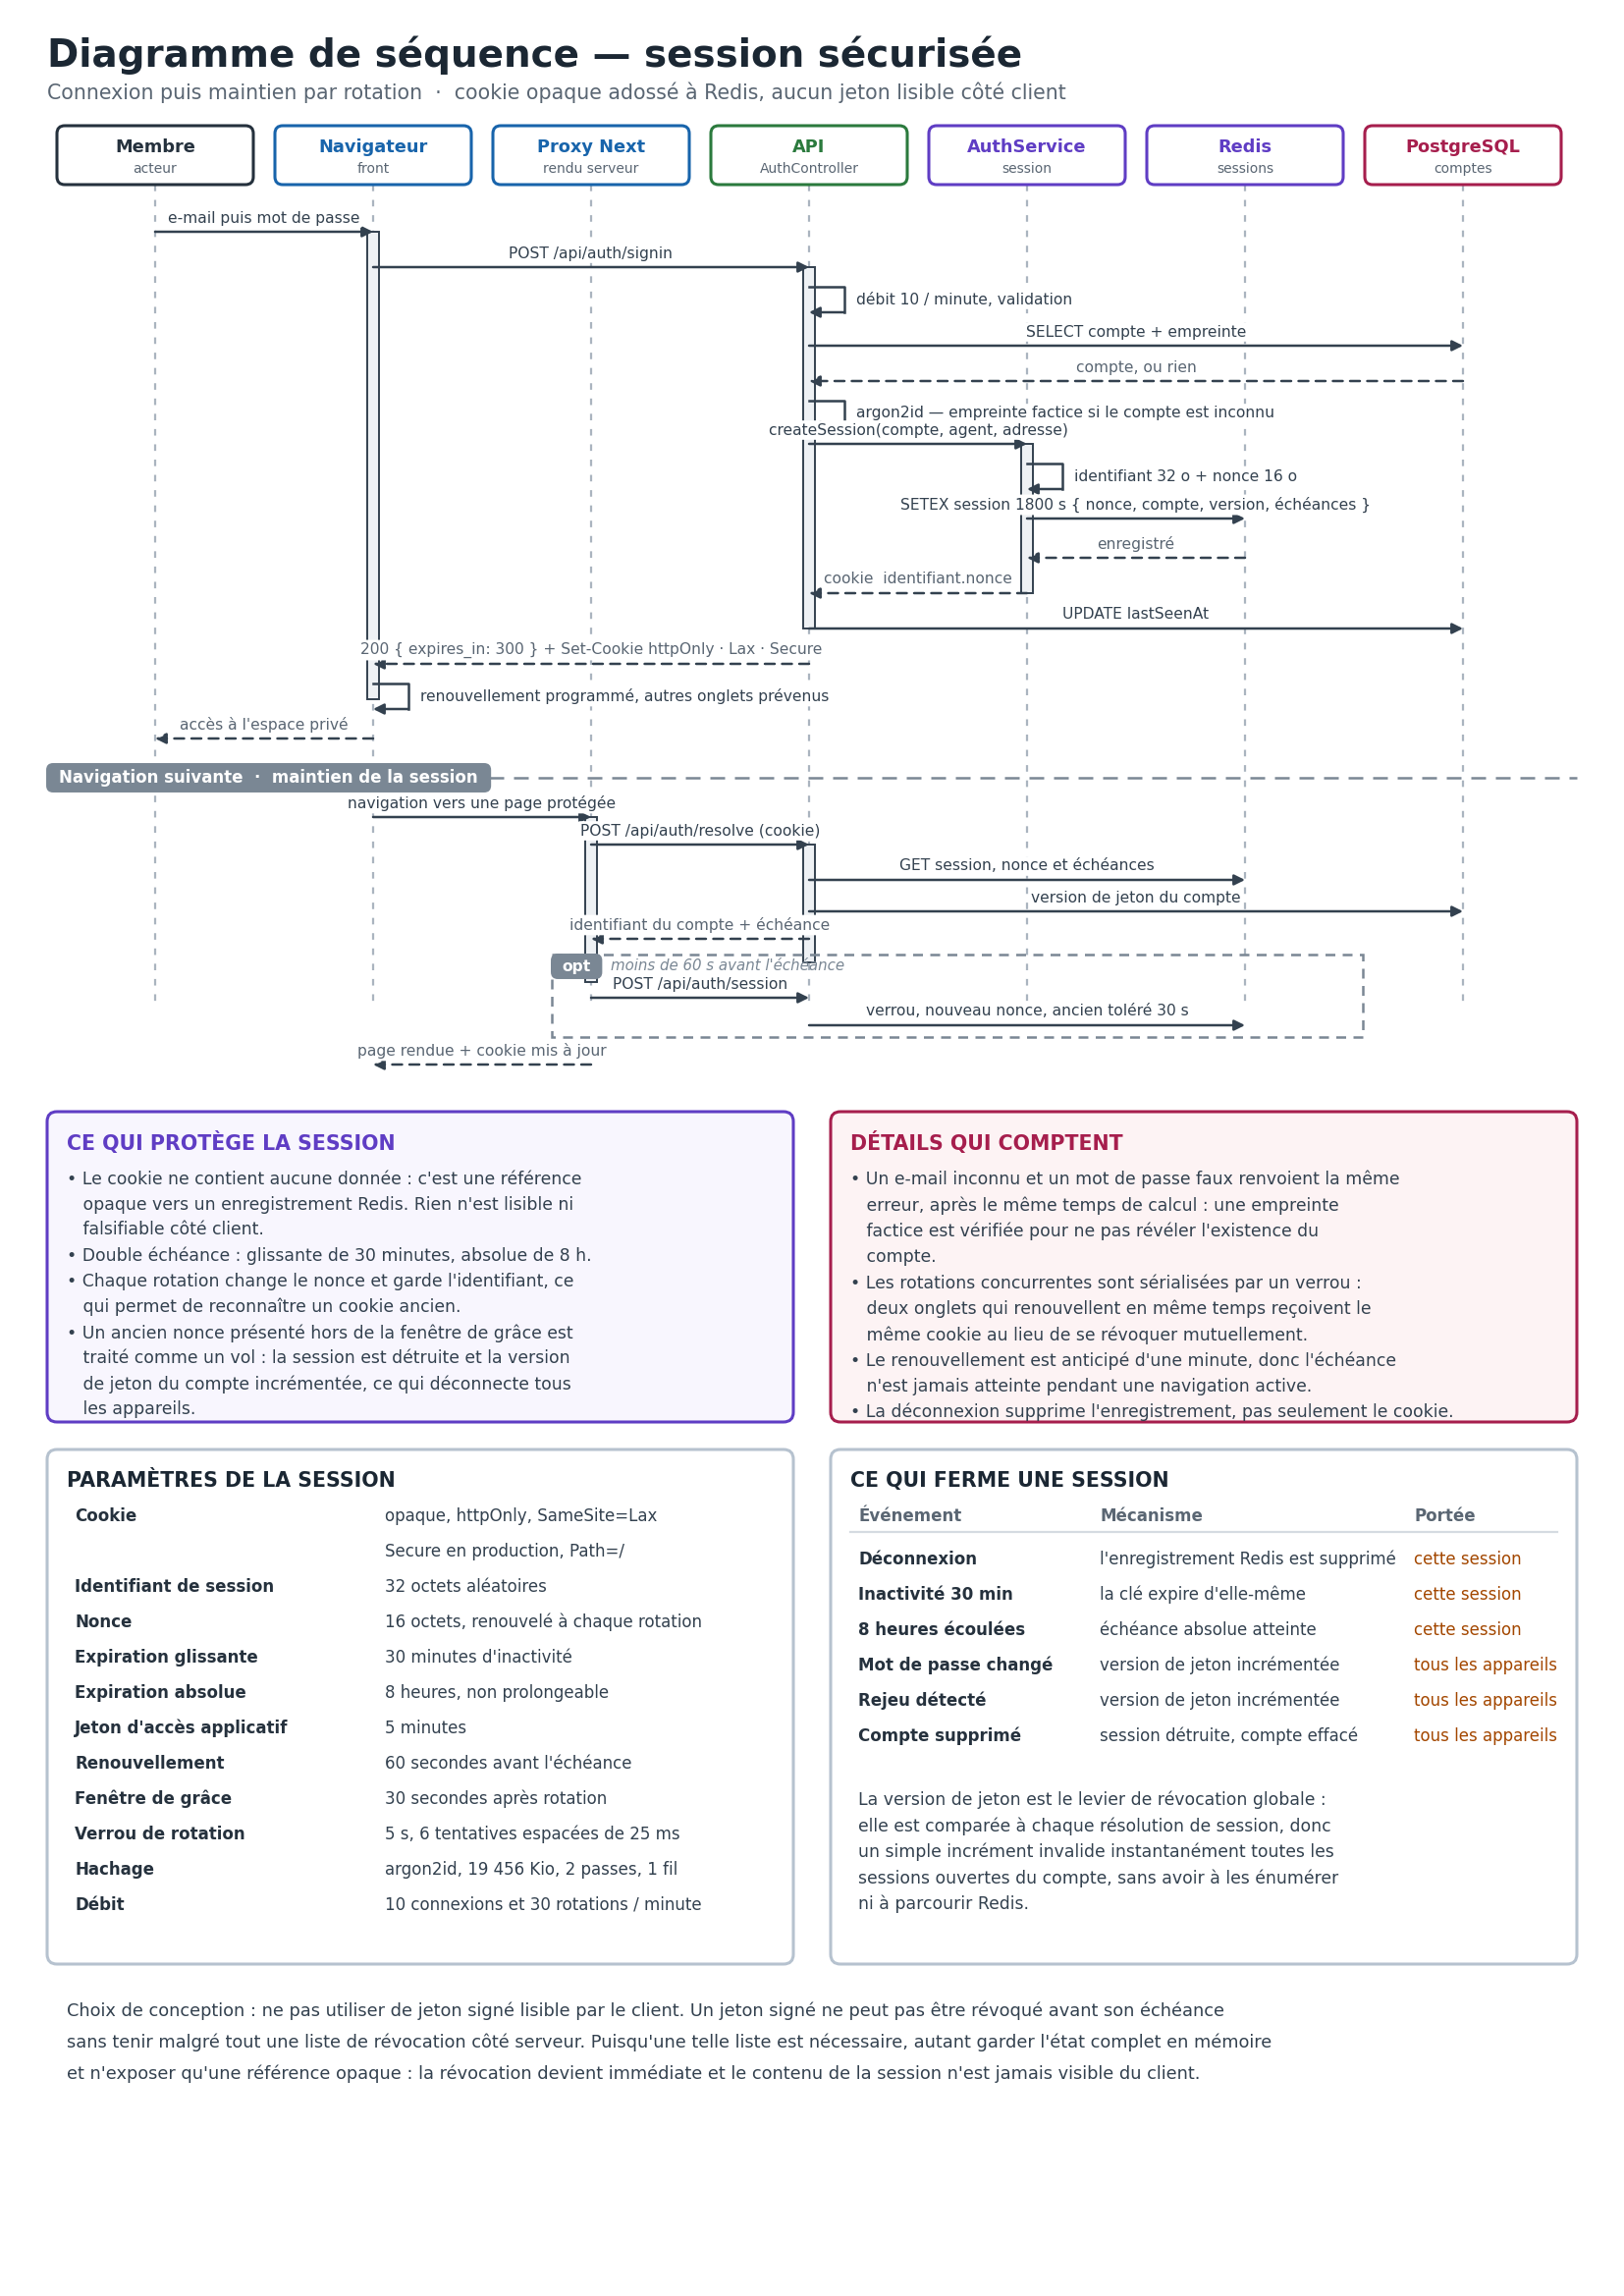 Diagramme de séquence — session sécurisée
Connexion puis maintien par rotation · cookie opaque adossé à Redis, aucun jeton lisible côté client
Membre
acteur
Navigateur
front
Proxy Next
rendu serveur
API
AuthController
AuthService
session
Redis
sessions
PostgreSQL
comptes
e-mail puis mot de passe
POST /api/auth/signin
débit 10 / minute, validation
SELECT compte + empreinte
compte, ou rien
argon2id — empreinte factice si le compte est inconnu
createSession(compte, agent, adresse)
identifiant 32 o + nonce 16 o
SETEX session 1800 s { nonce, compte, version, échéances }
enregistré
cookie identifiant.nonce
UPDATE lastSeenAt
200 { expires_in: 300 } + Set-Cookie httpOnly · Lax · Secure
renouvellement programmé, autres onglets prévenus
accès à l'espace privé
Navigation suivante · maintien de la session
navigation vers une page protégée
POST /api/auth/resolve (cookie)
GET session, nonce et échéances
version de jeton du compte
identifiant du compte + échéance
opt moins de 60 s avant l'échéance
POST /api/auth/session
verrou, nouveau nonce, ancien toléré 30 s
page rendue + cookie mis à jour
CE QUI PROTÈGE LA SESSION
• Le cookie ne contient aucune donnée : c'est une référence
opaque vers un enregistrement Redis. Rien n'est lisible ni
falsifiable côté client.
• Double échéance : glissante de 30 minutes, absolue de 8 h.
• Chaque rotation change le nonce et garde l'identifiant, ce
qui permet de reconnaître un cookie ancien.
• Un ancien nonce présenté hors de la fenêtre de grâce est
traité comme un vol : la session est détruite et la version
de jeton du compte incrémentée, ce qui déconnecte tous
les appareils.
DÉTAILS QUI COMPTENT
• Un e-mail inconnu et un mot de passe faux renvoient la même
erreur, après le même temps de calcul : une empreinte
factice est vérifiée pour ne pas révéler l'existence du
compte.
• Les rotations concurrentes sont sérialisées par un verrou :
deux onglets qui renouvellent en même temps reçoivent le
même cookie au lieu de se révoquer mutuellement.
• Le renouvellement est anticipé d'une minute, donc l'échéance
n'est jamais atteinte pendant une navigation active.
• La déconnexion supprime l'enregistrement, pas seulement le cookie.
PARAMÈTRES DE LA SESSION
Cookie opaque, httpOnly, SameSite=Lax
Secure en production, Path=/
Identifiant de session 32 octets aléatoires
Nonce 16 octets, renouvelé à chaque rotation
Expiration glissante 30 minutes d'inactivité
Expiration absolue 8 heures, non prolongeable
Jeton d'accès applicatif 5 minutes
Renouvellement 60 secondes avant l'échéance
Fenêtre de grâce 30 secondes après rotation
Verrou de rotation 5 s, 6 tentatives espacées de 25 ms
Hachage argon2id, 19 456 Kio, 2 passes, 1 fil
Débit 10 connexions et 30 rotations / minute
CE QUI FERME UNE SESSION
Événement Mécanisme Portée
Déconnexion l'enregistrement Redis est supprimé cette session
Inactivité 30 min la clé expire d'elle-même cette session
8 heures écoulées échéance absolue atteinte cette session
Mot de passe changé version de jeton incrémentée tous les appareils
Rejeu détecté version de jeton incrémentée tous les appareils
Compte supprimé session détruite, compte effacé tous les appareils
La version de jeton est le levier de révocation globale :
elle est comparée à chaque résolution de session, donc
un simple incrément invalide instantanément toutes les
sessions ouvertes du compte, sans avoir à les énumérer
ni à parcourir Redis.
Choix de conception : ne pas utiliser de jeton signé lisible par le client. Un jeton signé ne peut pas être révoqué avant son échéance
sans tenir malgré tout une liste de révocation côté serveur. Puisqu'une telle liste est nécessaire, autant garder l'état complet en mémoire
et n'exposer qu'une référence opaque : la révocation devient immédiate et le contenu de la session n'est jamais visible du client.